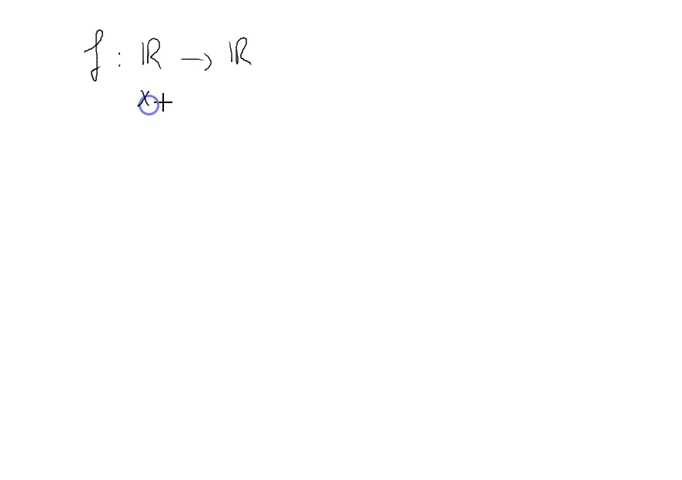 f : ℝ → ℝ
x